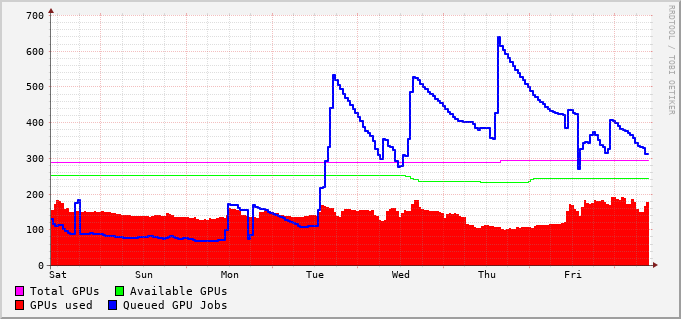 700
600
500
400
300
200
100
0
Sat Sun Mon Tue Wed Thu Fri
Total GPUs Available GPUs
GPUs used Queued GPU Jobs
RRDTOOL / TOBI OETIKER